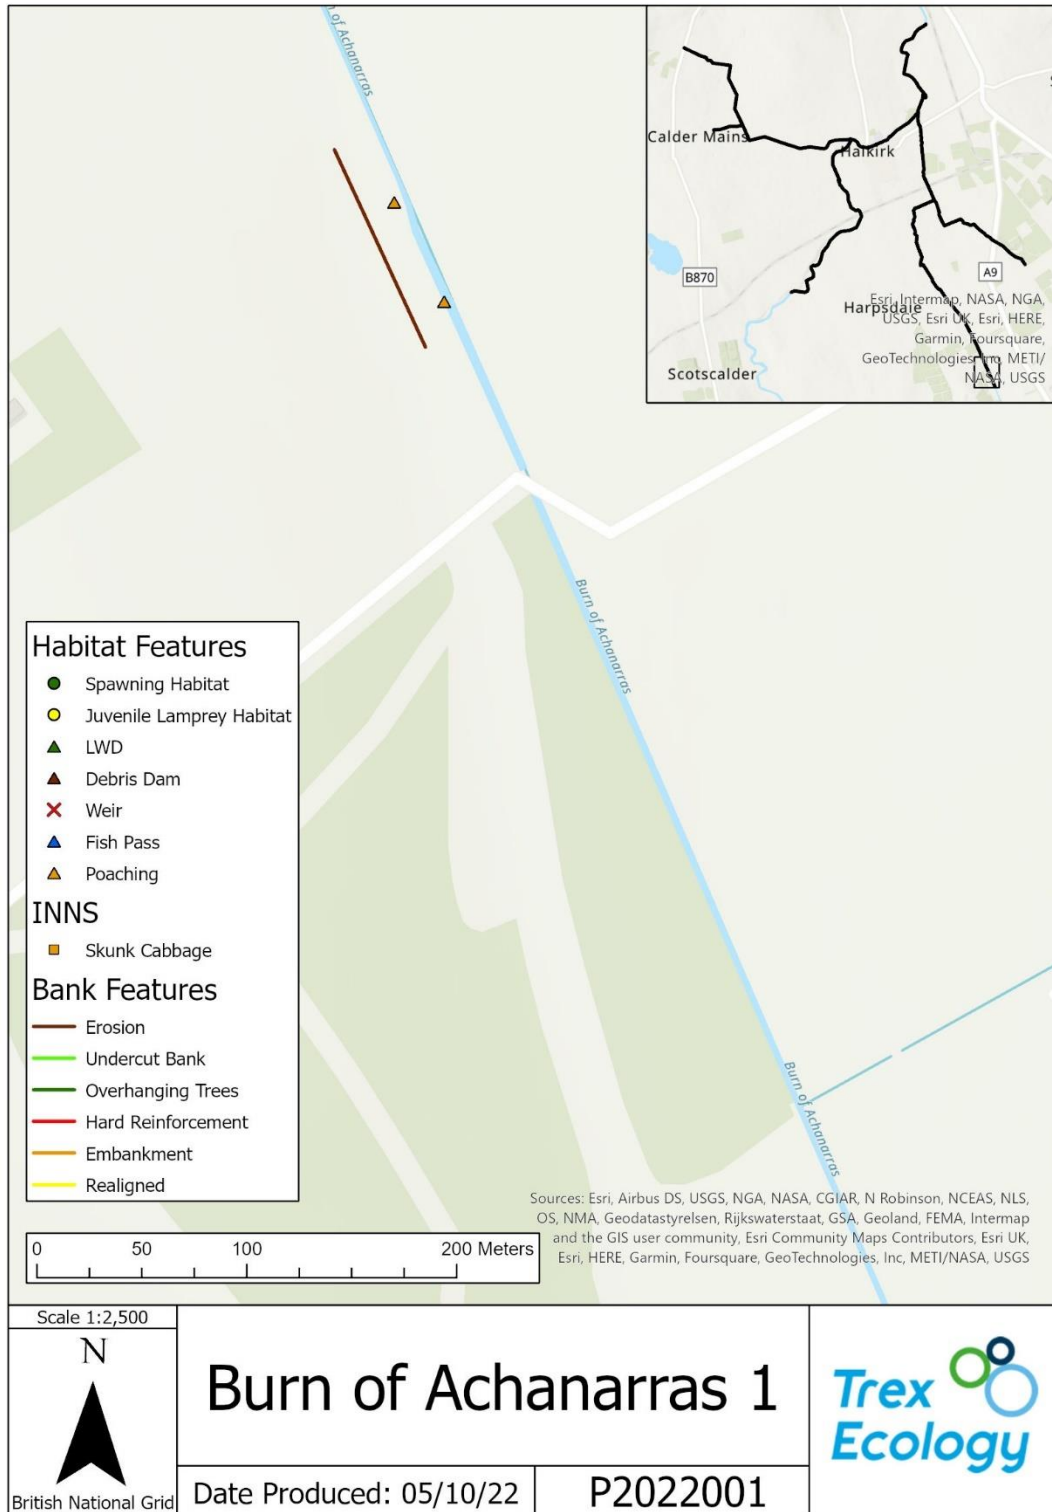 Burn of Achanarras
Calder Mains
Halkirk
B870
A9
Harpsdale
Scotscalder
Esri, Intermap, NASA, NGA,
USGS, Esri UK, Esri, HERE,
Garmin, Foursquare,
GeoTechnologies, Inc, METI/
NASA, USGS
Burn of Achanarras
Habitat Features
Spawning Habitat
Juvenile Lamprey Habitat
LWD
Debris Dam
Weir
Fish Pass
Poaching
INNS
Skunk Cabbage
Bank Features
Erosion
Undercut Bank
Overhanging Trees
Hard Reinforcement
Embankment
Realigned
Burn of Achanarras
Sources: Esri, Airbus DS, USGS, NGA, NASA, CGIAR, N Robinson, NCEAS, NLS,
OS, NMA, Geodatastyrelsen, Rijkswaterstaat, GSA, Geoland, FEMA, Intermap
and the GIS user community, Esri Community Maps Contributors, Esri UK,
Esri, HERE, Garmin, Foursquare, GeoTechnologies, Inc, METI/NASA, USGS
0 50 100 200 Meters
Scale 1:2,500
N
British National Grid
Burn of Achanarras 1
Date Produced: 05/10/22
P2022001
Trex
Ecology